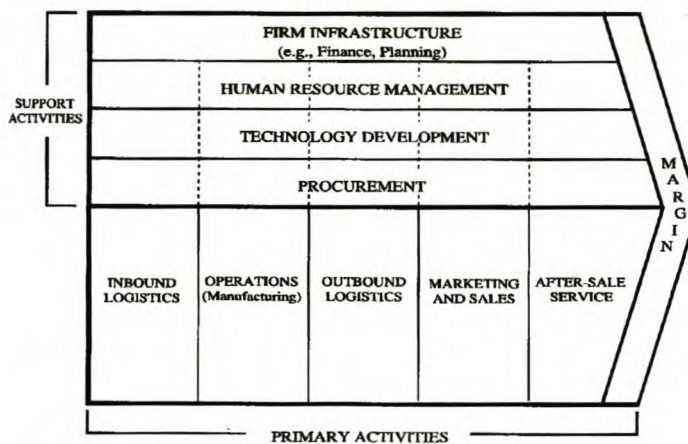 FIRM INFRASTRUCTURE
(e.g., Finance, Planning)
HUMAN RESOURCE MANAGEMENT
SUPPORT
ACTIVITIES
TECHNOLOGY DEVELOPMENT
PROCUREMENT
MARGIN
INBOUND
LOGISTICS
OPERATIONS
(Manufacturing)
OUTBOUND
LOGISTICS
MARKETING
AND SALES
AFTER-SALE
SERVICE
PRIMARY ACTIVITIES